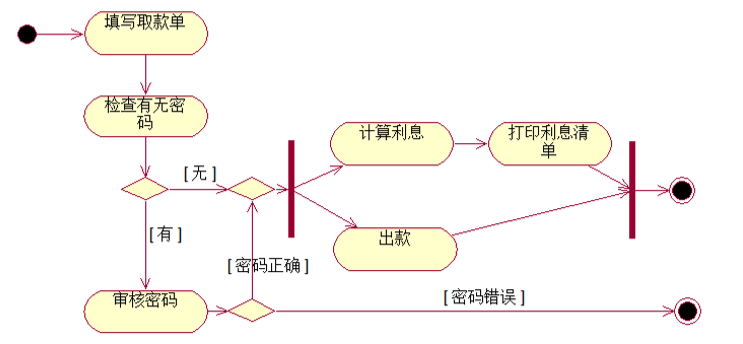 填写取款单
检查有无密
码
计算利息
打印利息清
单
[无]
[有]
出款
[密码正确]
审核密码
[密码错误]